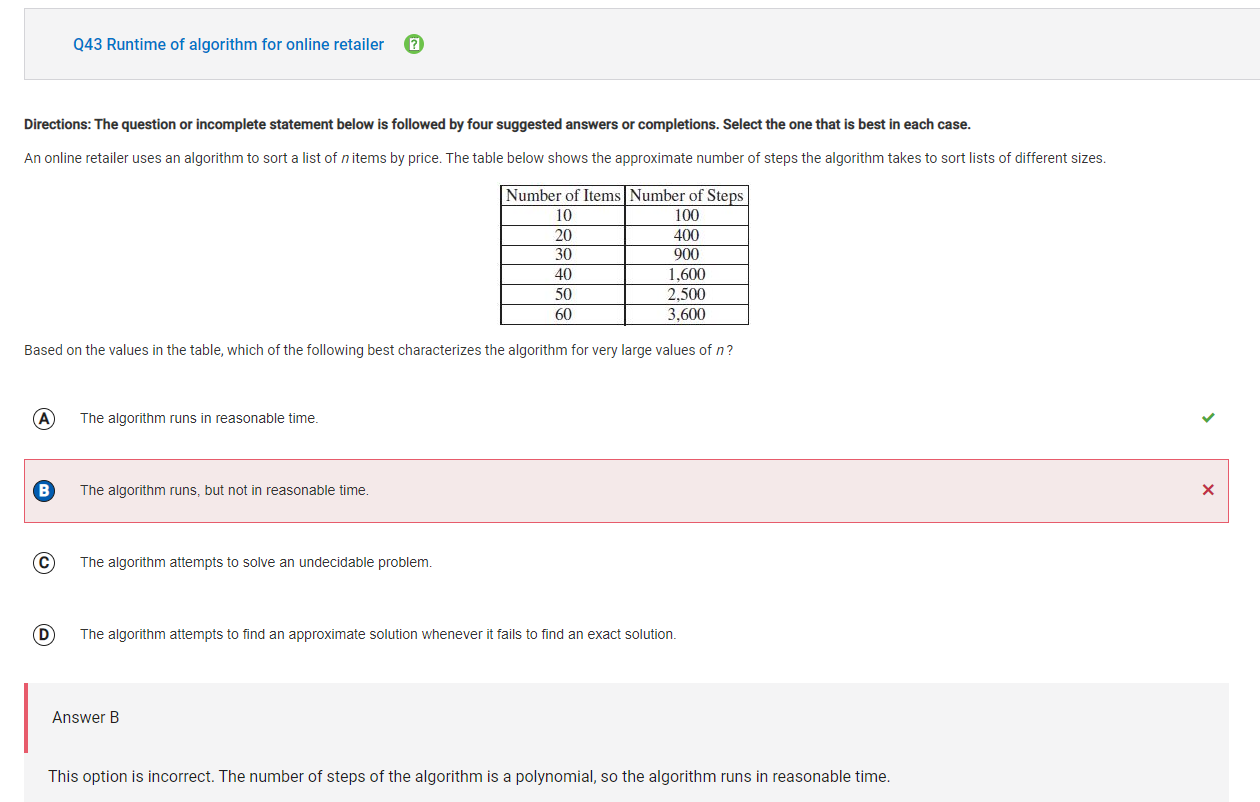 Q43 Runtime of algorithm for online retailer ?
Directions: The question or incomplete statement below is followed by four suggested answers or completions. Select the one that is best in each case.
An online retailer uses an algorithm to sort a list of n items by price. The table below shows the approximate number of steps the algorithm takes to sort lists of different sizes.
Number of Items Number of Steps
10 100
20 400
30 900
40 1,600
50 2,500
60 3,600
Based on the values in the table, which of the following best characterizes the algorithm for very large values of n ?
A The algorithm runs in reasonable time.
B The algorithm runs, but not in reasonable time.
C The algorithm attempts to solve an undecidable problem.
D The algorithm attempts to find an approximate solution whenever it fails to find an exact solution.
Answer B
This option is incorrect. The number of steps of the algorithm is a polynomial, so the algorithm runs in reasonable time.